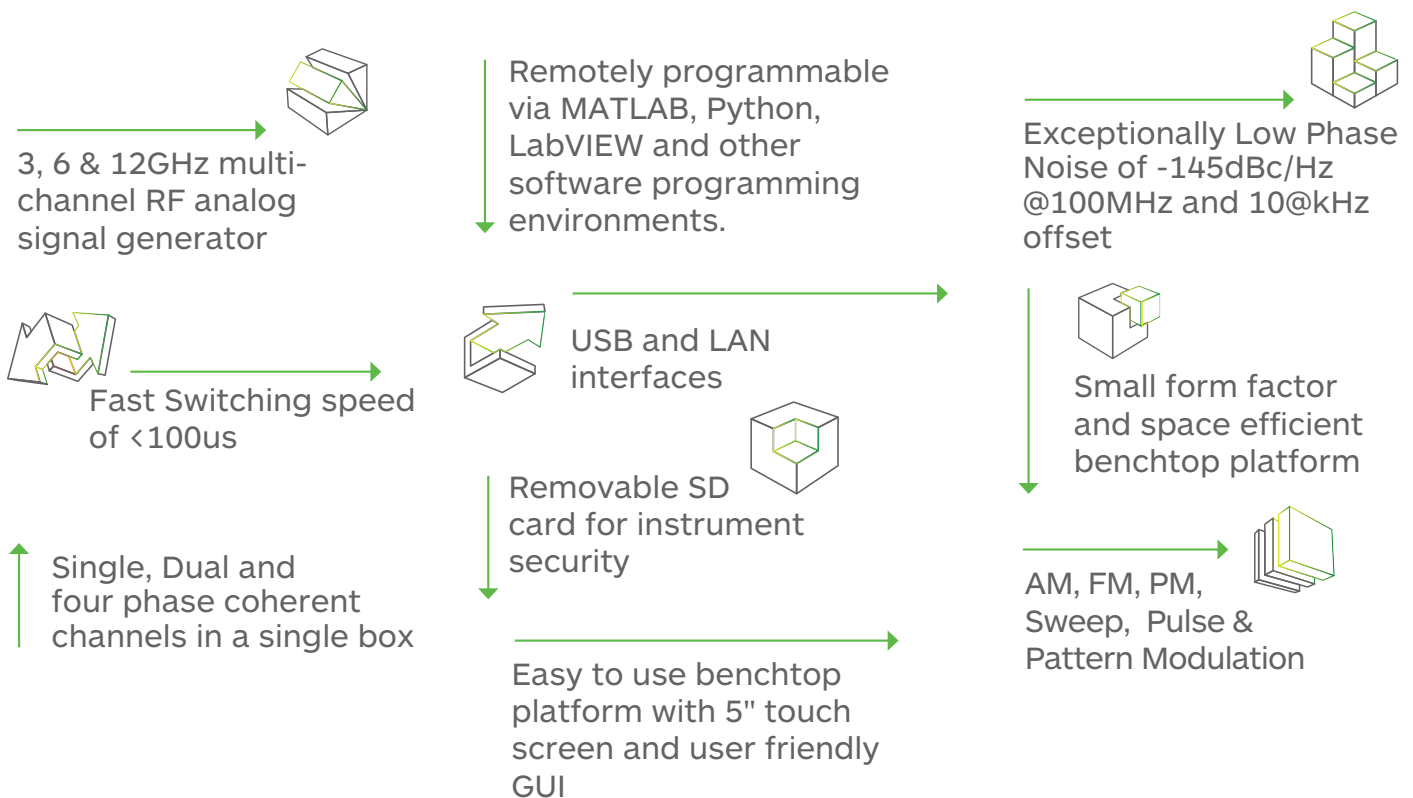 3, 6 & 12GHz multi-
channel RF analog
signal generator
Fast Switching speed
of <100us
Single, Dual and
four phase coherent
channels in a single box
Remotely programmable
via MATLAB, Python,
LabVIEW and other
software programming
environments.
USB and LAN
interfaces
Removable SD
card for instrument
security
Easy to use benchtop
platform with 5" touch
screen and user friendly
GUI
Exceptionally Low Phase
Noise of -145dBc/Hz
@100MHz and 10@kHz
offset
Small form factor
and space efficient
benchtop platform
AM, FM, PM,
Sweep, Pulse &
Pattern Modulation